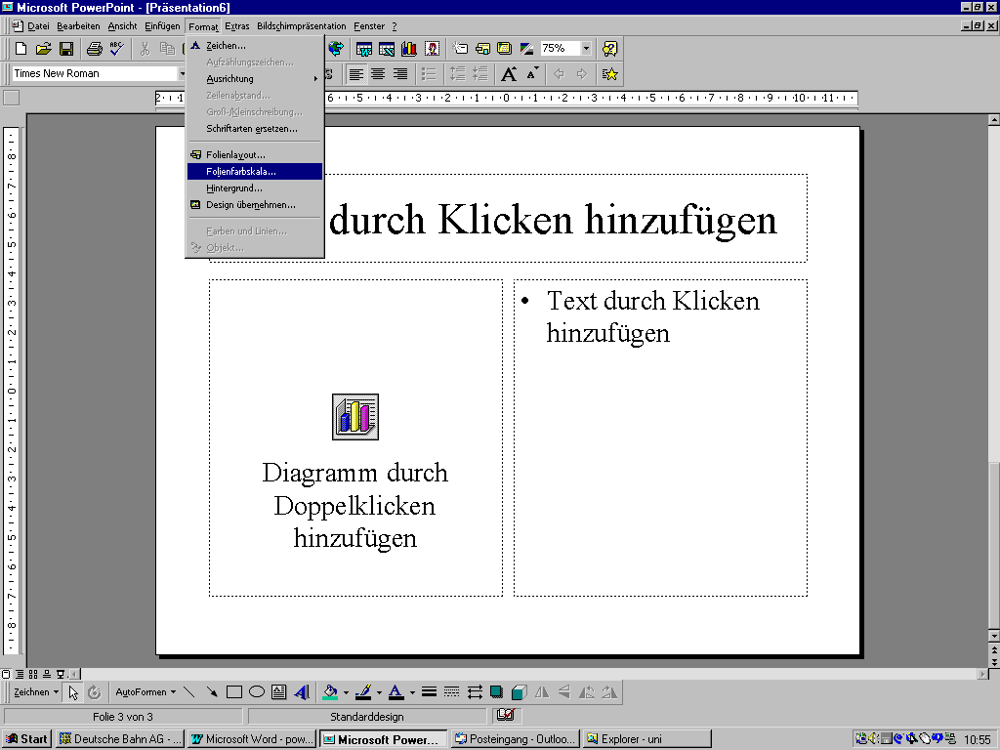 Microsoft PowerPoint - [Präsentation6]
Datei Bearbeiten Ansicht Einfügen Format Extras Bildschirmpräsentation Fenster ?
75%
Times New Roman
Zeichen...
Aufzählungszeichen...
Ausrichtung
Zeilenabstand...
Groß-/Kleinschreibung...
Schriftarten ersetzen...
Folienlayout...
Folienfarbskala...
Hintergrund...
Design übernehmen...
Farben und Linien...
Objekt...
durch Klicken hinzufügen
• Text durch Klicken
hinzufügen
Diagramm durch
Doppelklicken
hinzufügen
Zeichnen AutoFormen
Folie 3 von 3 Standarddesign
Start Deutsche Bahn AG - ... Microsoft Word - pow... Microsoft Power... Posteingang - Outloo... Explorer - uni 10:55